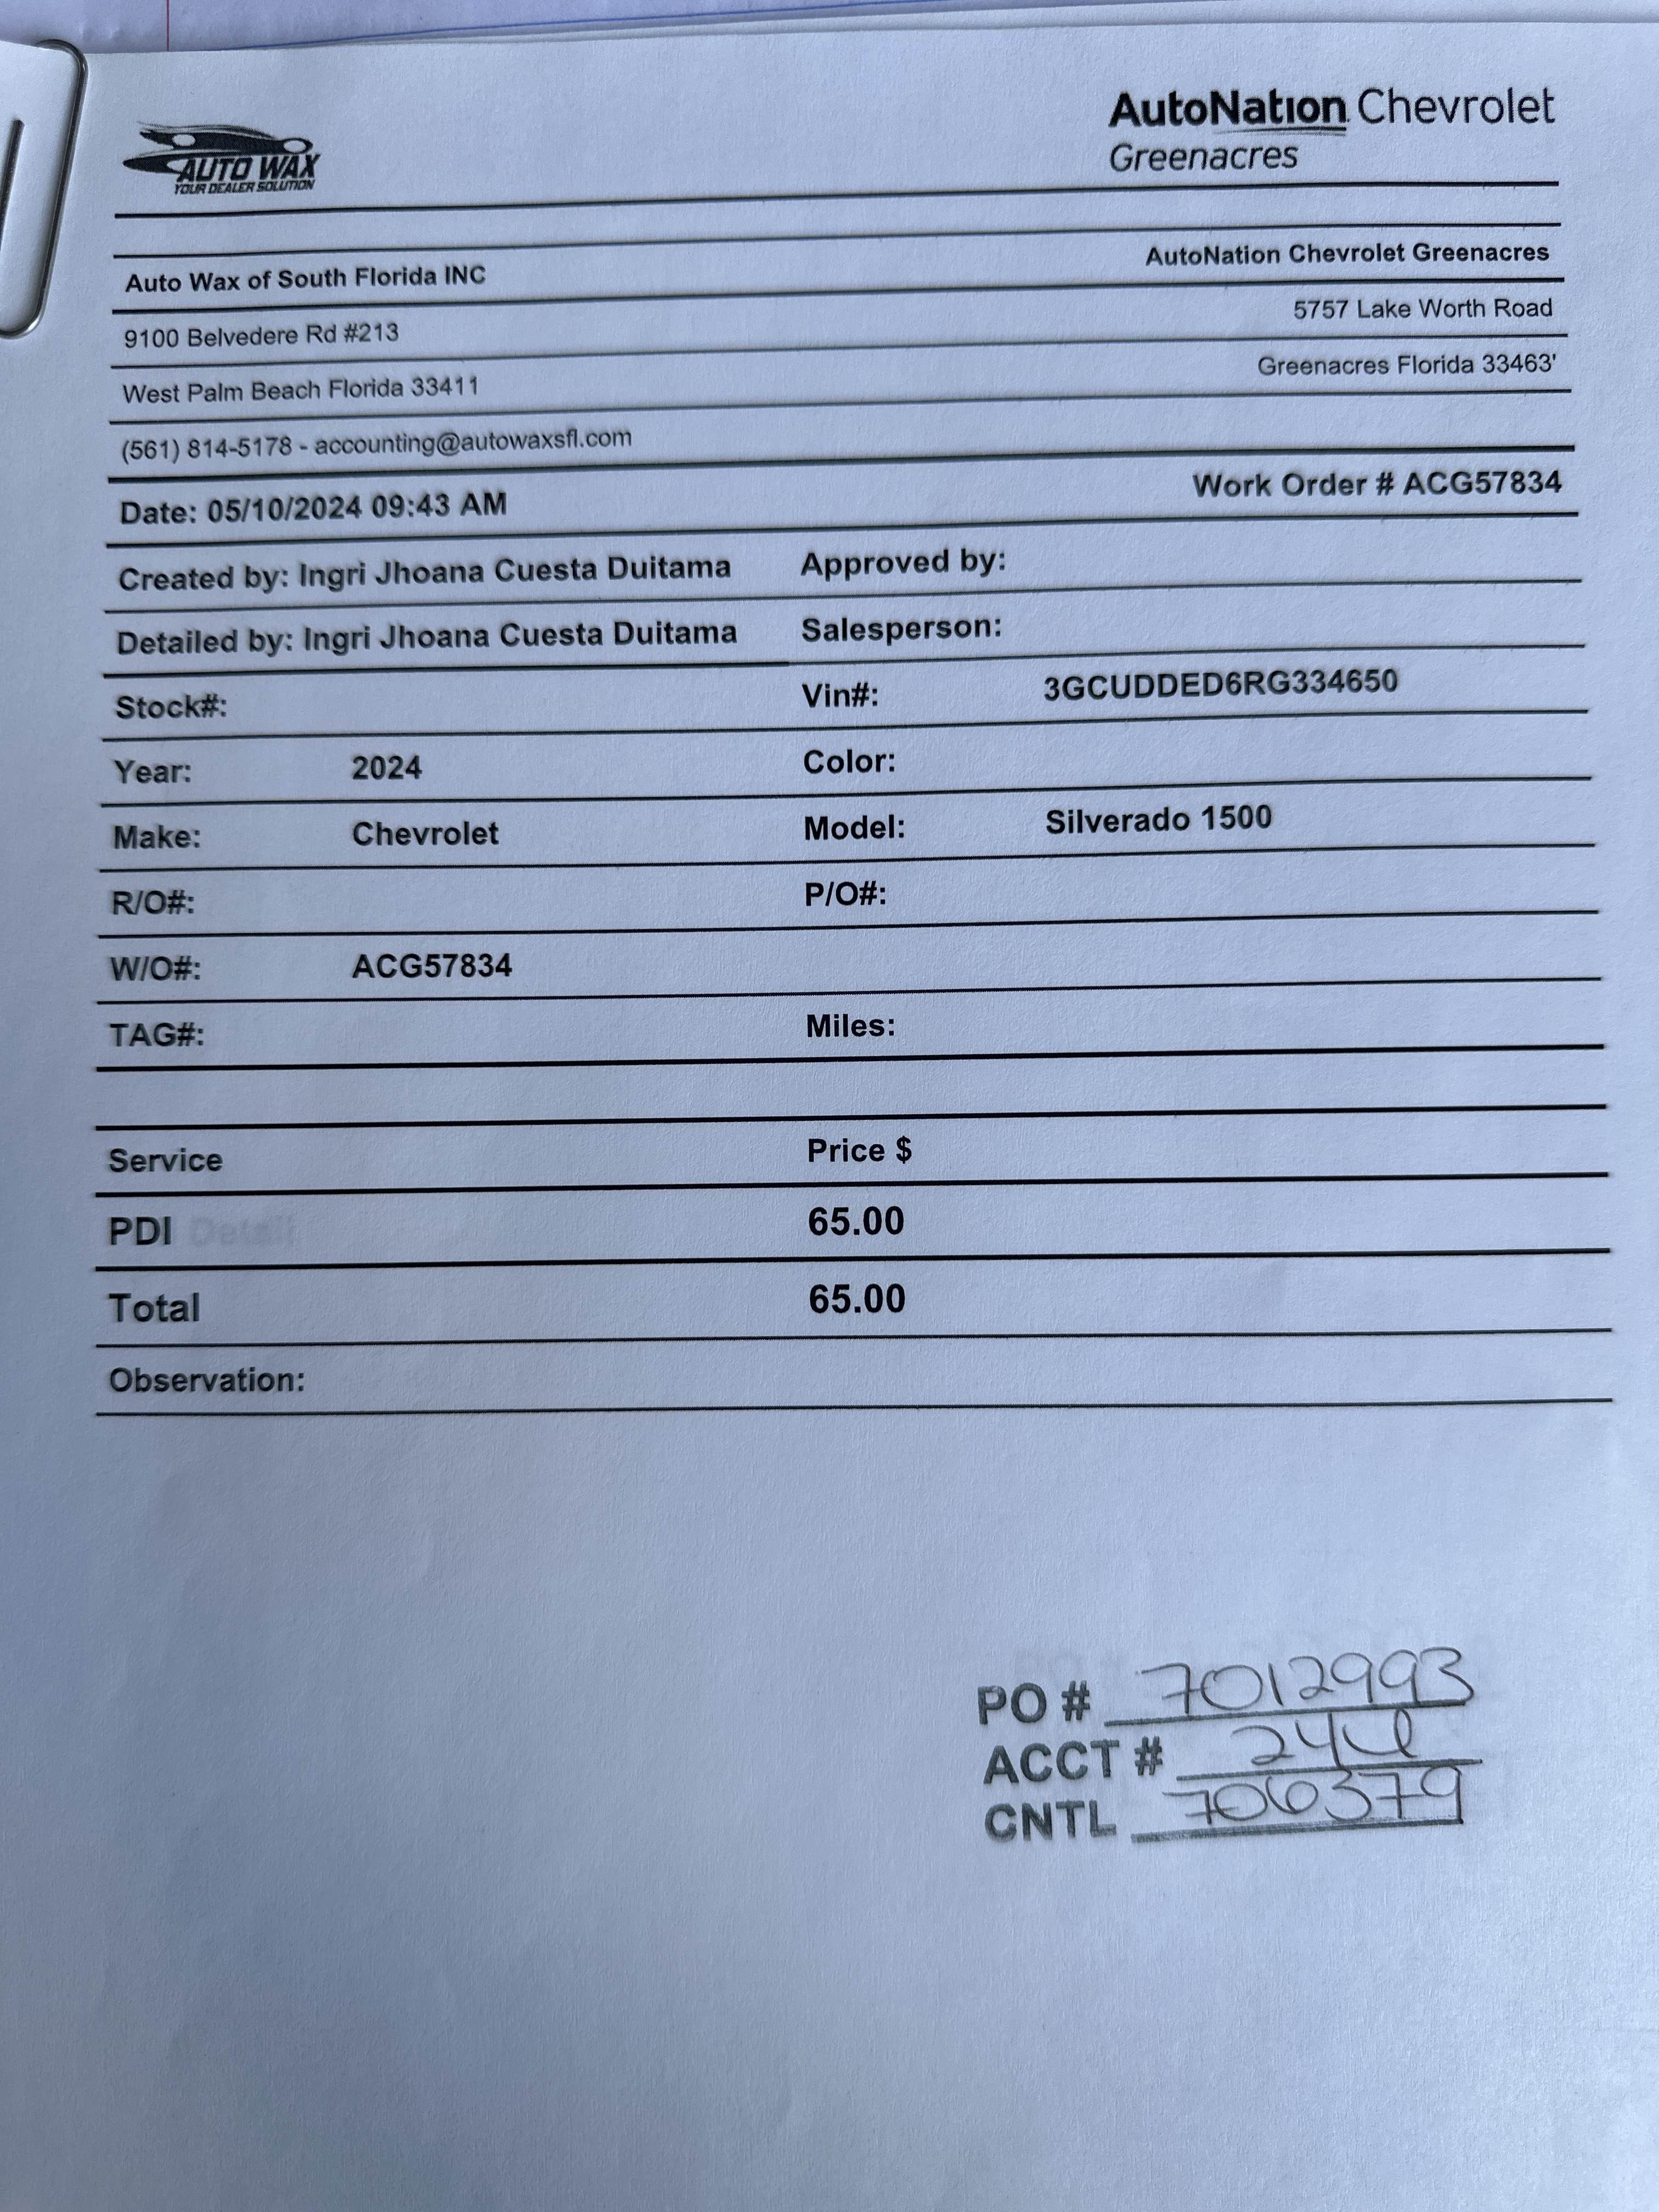 AUTO WAX
YOUR DEALER SOLUTION
AutoNation Chevrolet
Greenacres
Auto Wax of South Florida INC
AutoNation Chevrolet Greenacres
9100 Belvedere Rd #213
5757 Lake Worth Road
West Palm Beach Florida 33411
Greenacres Florida 33463'
(561) 814-5178 - accounting@autowaxsfl.com
Date: 05/10/2024 09:43 AM
Work Order # ACG57834
Created by: Ingri Jhoana Cuesta Duitama Approved by:
Detailed by: Ingri Jhoana Cuesta Duitama Salesperson:
Stock#: Vin#: 3GCUDDED6RG334650
Year: 2024 Color:
Make: Chevrolet Model: Silverado 1500
R/O#: P/O#:
W/O#: ACG57834
TAG#: Miles:
Service Price $
PDI Detail 65.00
Total 65.00
Observation:
PO # 7012993
ACCT #
CNTL 706379